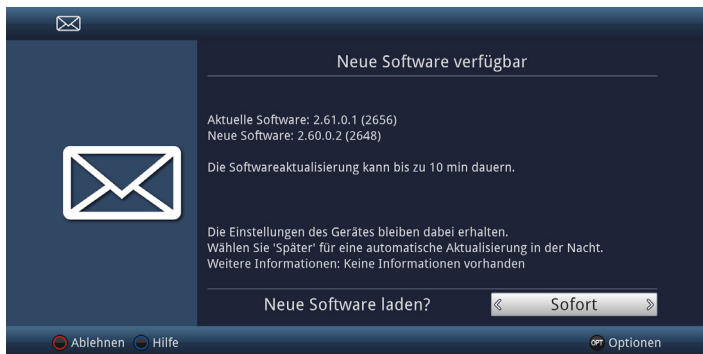 Neue Software verfügbar
Aktuelle Software: 2.61.0.1 (2656)
Neue Software: 2.60.0.2 (2648)
Die Softwareaktualisierung kann bis zu 10 min dauern.
Die Einstellungen des Gerätes bleiben dabei erhalten.
Wählen Sie 'Später' für eine automatische Aktualisierung in der Nacht.
Weitere Informationen: Keine Informationen vorhanden
Neue Software laden? Sofort
Ablehnen Hilfe OPT Optionen